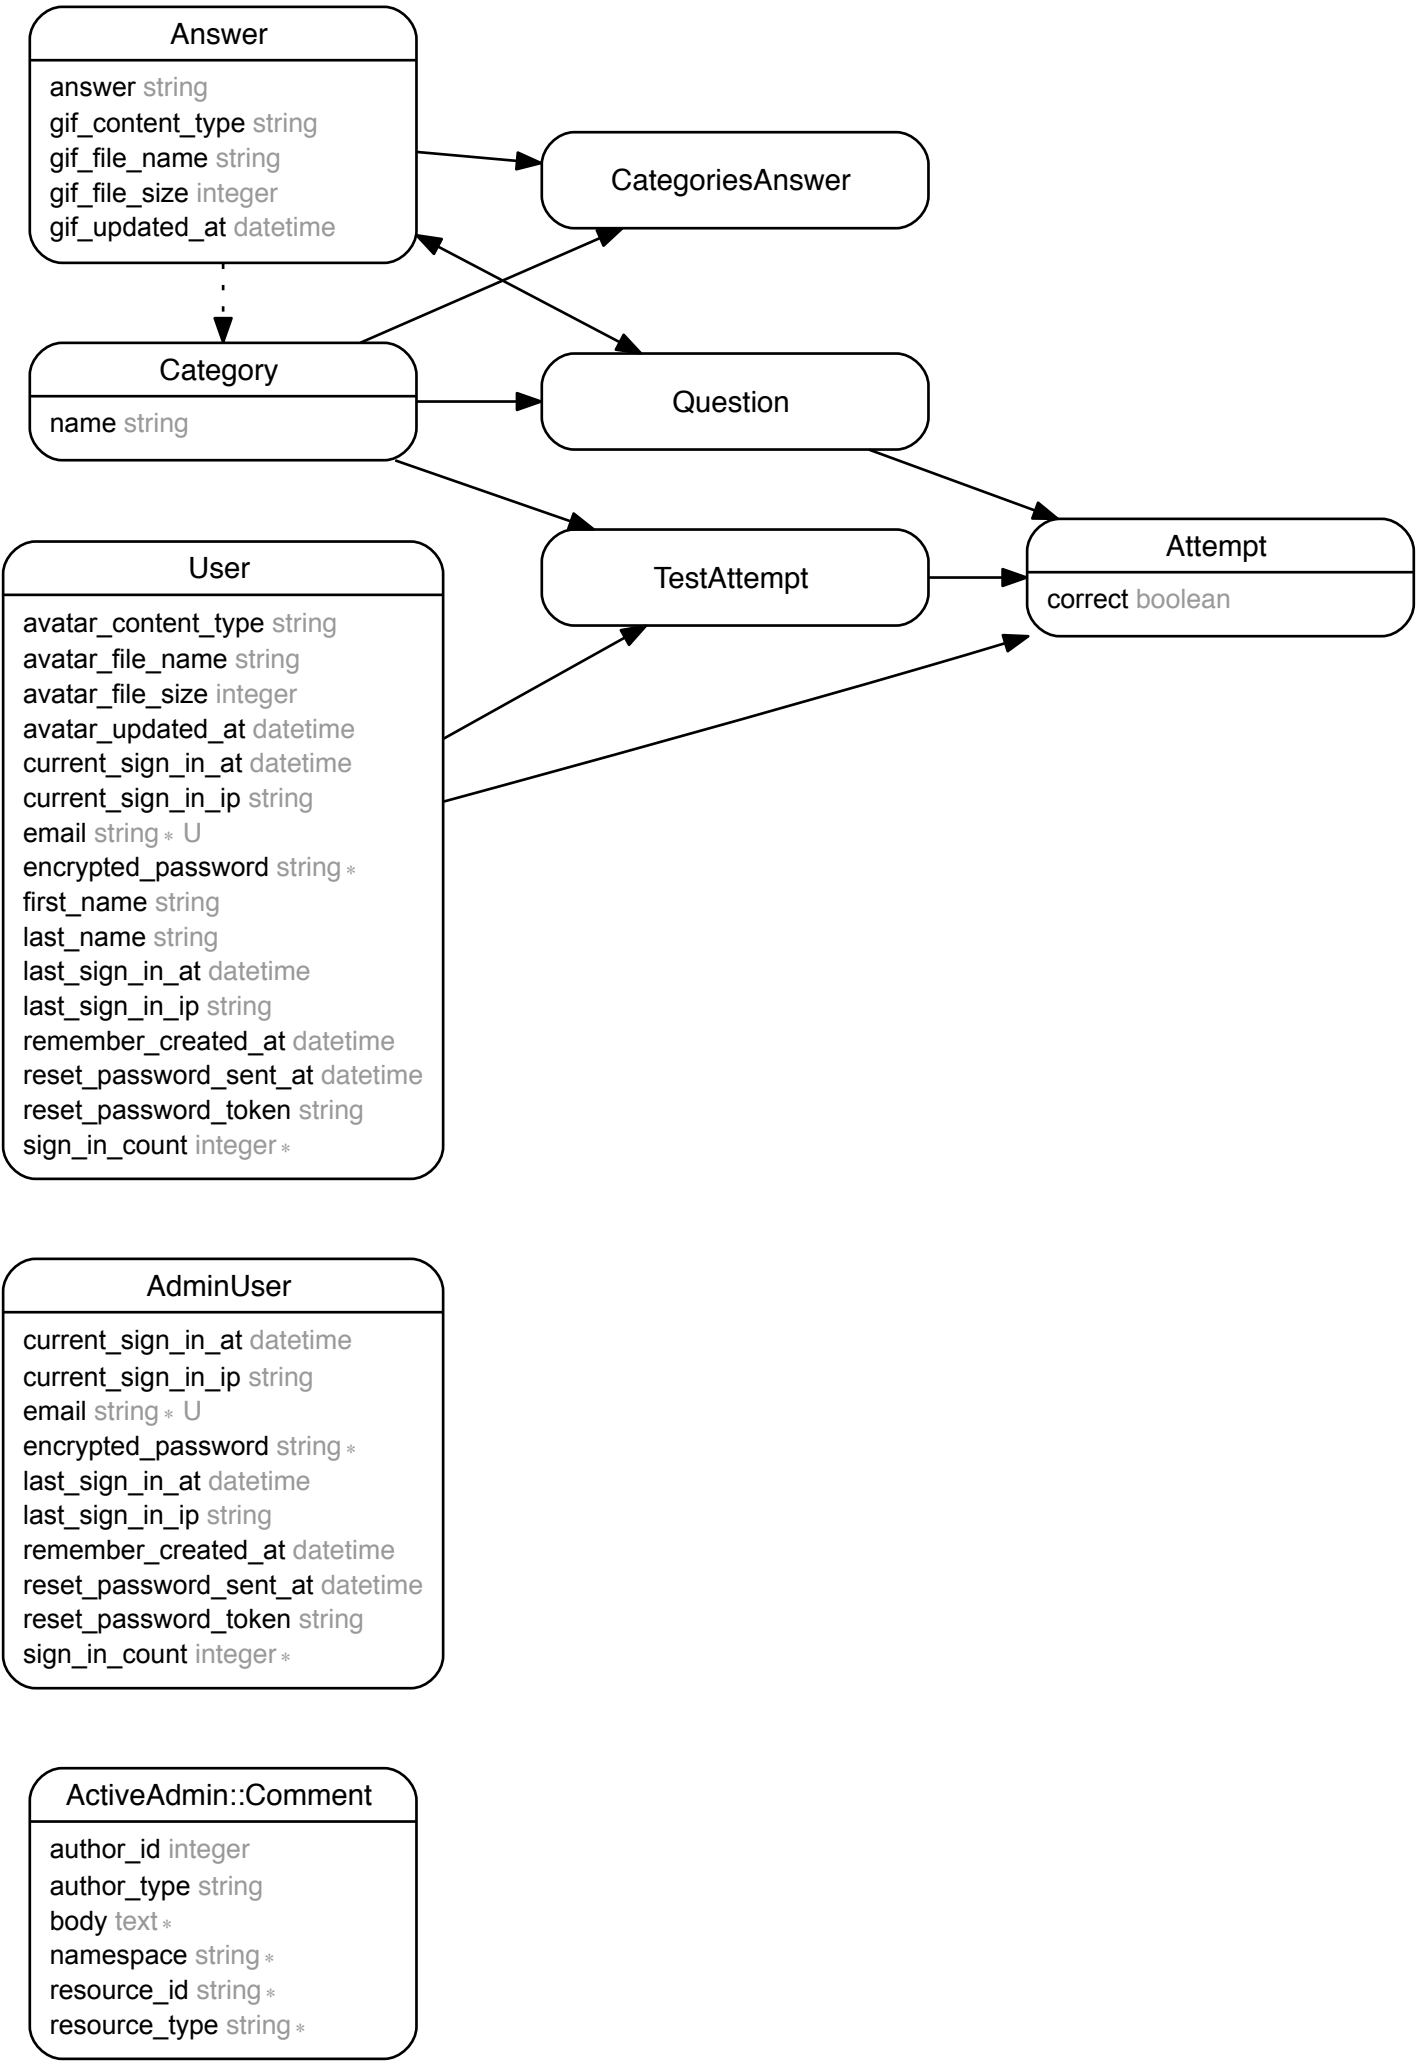 Answer
answer string
gif_content_type string
gif_file_name string
gif_file_size integer
gif_updated_at datetime
CategoriesAnswer
Category
name string
Question
User
avatar_content_type string
avatar_file_name string
avatar_file_size integer
avatar_updated_at datetime
current_sign_in_at datetime
current_sign_in_ip string
email string * U
encrypted_password string *
first_name string
last_name string
last_sign_in_at datetime
last_sign_in_ip string
remember_created_at datetime
reset_password_sent_at datetime
reset_password_token string
sign_in_count integer *
TestAttempt
Attempt
correct boolean
AdminUser
current_sign_in_at datetime
current_sign_in_ip string
email string * U
encrypted_password string *
last_sign_in_at datetime
last_sign_in_ip string
remember_created_at datetime
reset_password_sent_at datetime
reset_password_token string
sign_in_count integer *
ActiveAdmin::Comment
author_id integer
author_type string
body text *
namespace string *
resource_id string *
resource_type string *